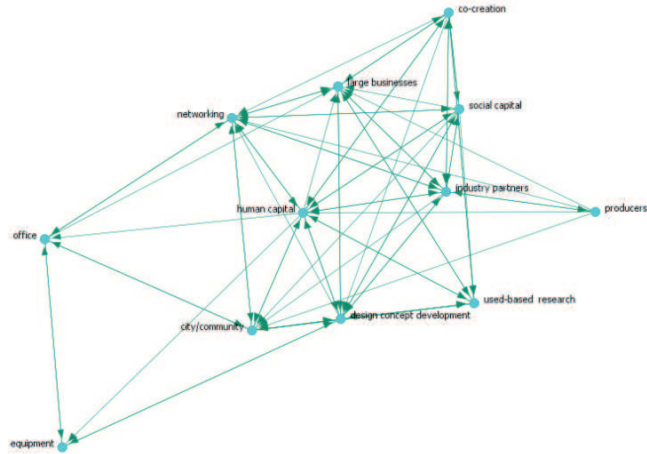 co-creation
large businesses
social capital
networking
industry partners
human capital
producers
office
used-based research
design concept development
city/community
equipment